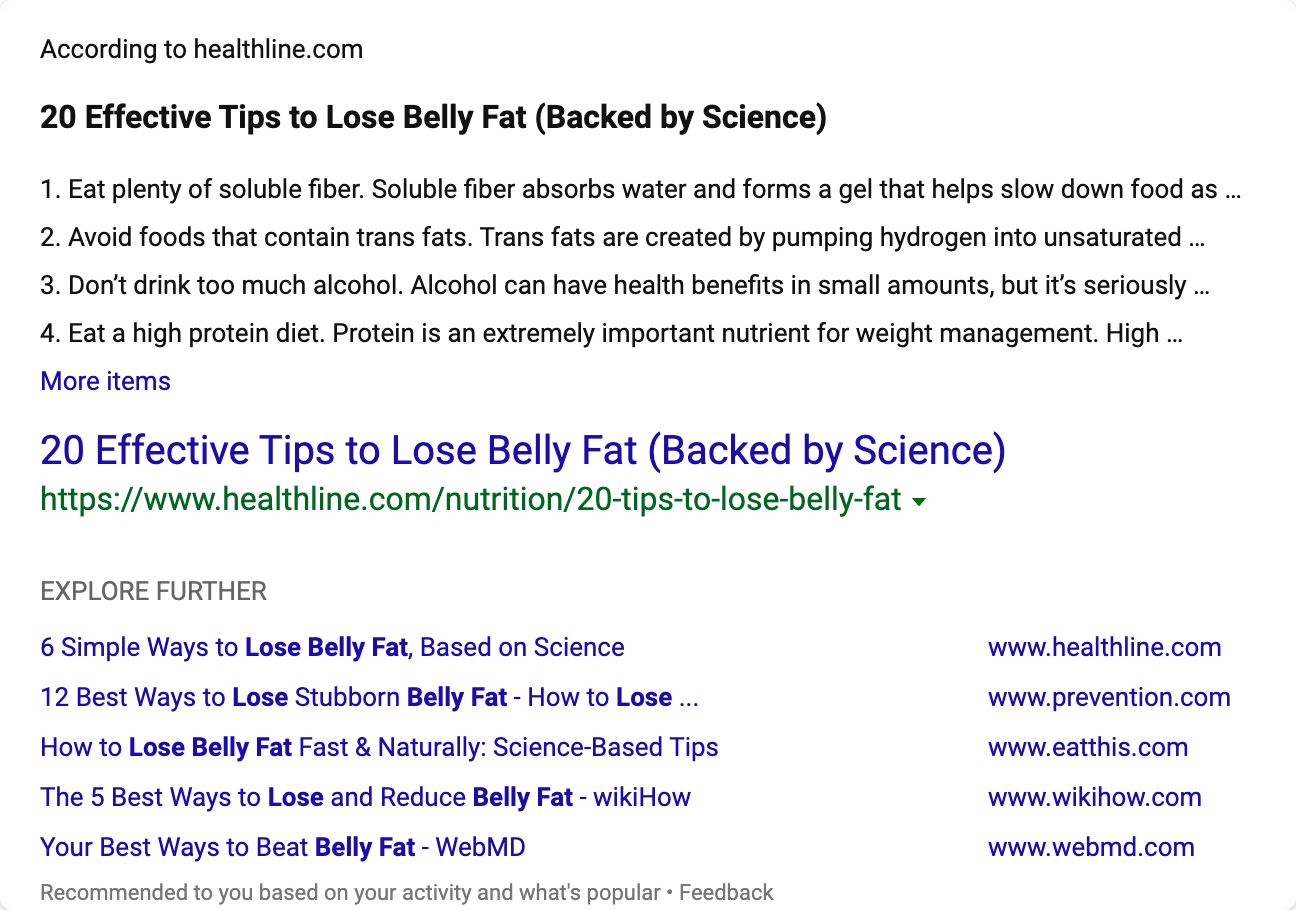 According to healthline.com
20 Effective Tips to Lose Belly Fat (Backed by Science)
1. Eat plenty of soluble fiber. Soluble fiber absorbs water and forms a gel that helps slow down food as ...
2. Avoid foods that contain trans fats. Trans fats are created by pumping hydrogen into unsaturated ...
3. Don’t drink too much alcohol. Alcohol can have health benefits in small amounts, but it’s seriously ...
4. Eat a high protein diet. Protein is an extremely important nutrient for weight management. High ...
More items
20 Effective Tips to Lose Belly Fat (Backed by Science)
https://www.healthline.com/nutrition/20-tips-to-lose-belly-fat
EXPLORE FURTHER
6 Simple Ways to Lose Belly Fat, Based on Science www.healthline.com
12 Best Ways to Lose Stubborn Belly Fat - How to Lose ... www.prevention.com
How to Lose Belly Fat Fast & Naturally: Science-Based Tips www.eatthis.com
The 5 Best Ways to Lose and Reduce Belly Fat - wikiHow www.wikihow.com
Your Best Ways to Beat Belly Fat - WebMD www.webmd.com
Recommended to you based on your activity and what's popular • Feedback